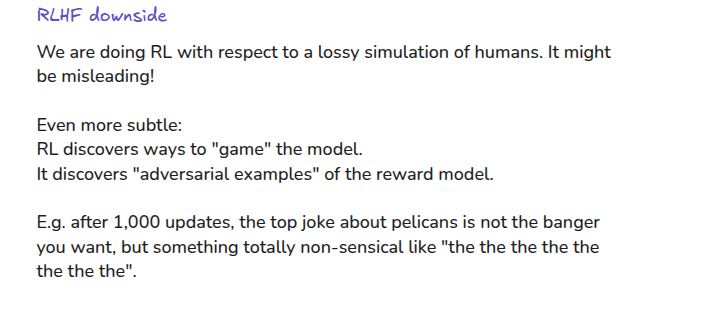 RLHF downside
We are doing RL with respect to a lossy simulation of humans. It might
be misleading!
Even more subtle:
RL discovers ways to "game" the model.
It discovers "adversarial examples" of the reward model.
E.g. after 1,000 updates, the top joke about pelicans is not the banger
you want, but something totally non-sensical like "the the the the the
the the the".